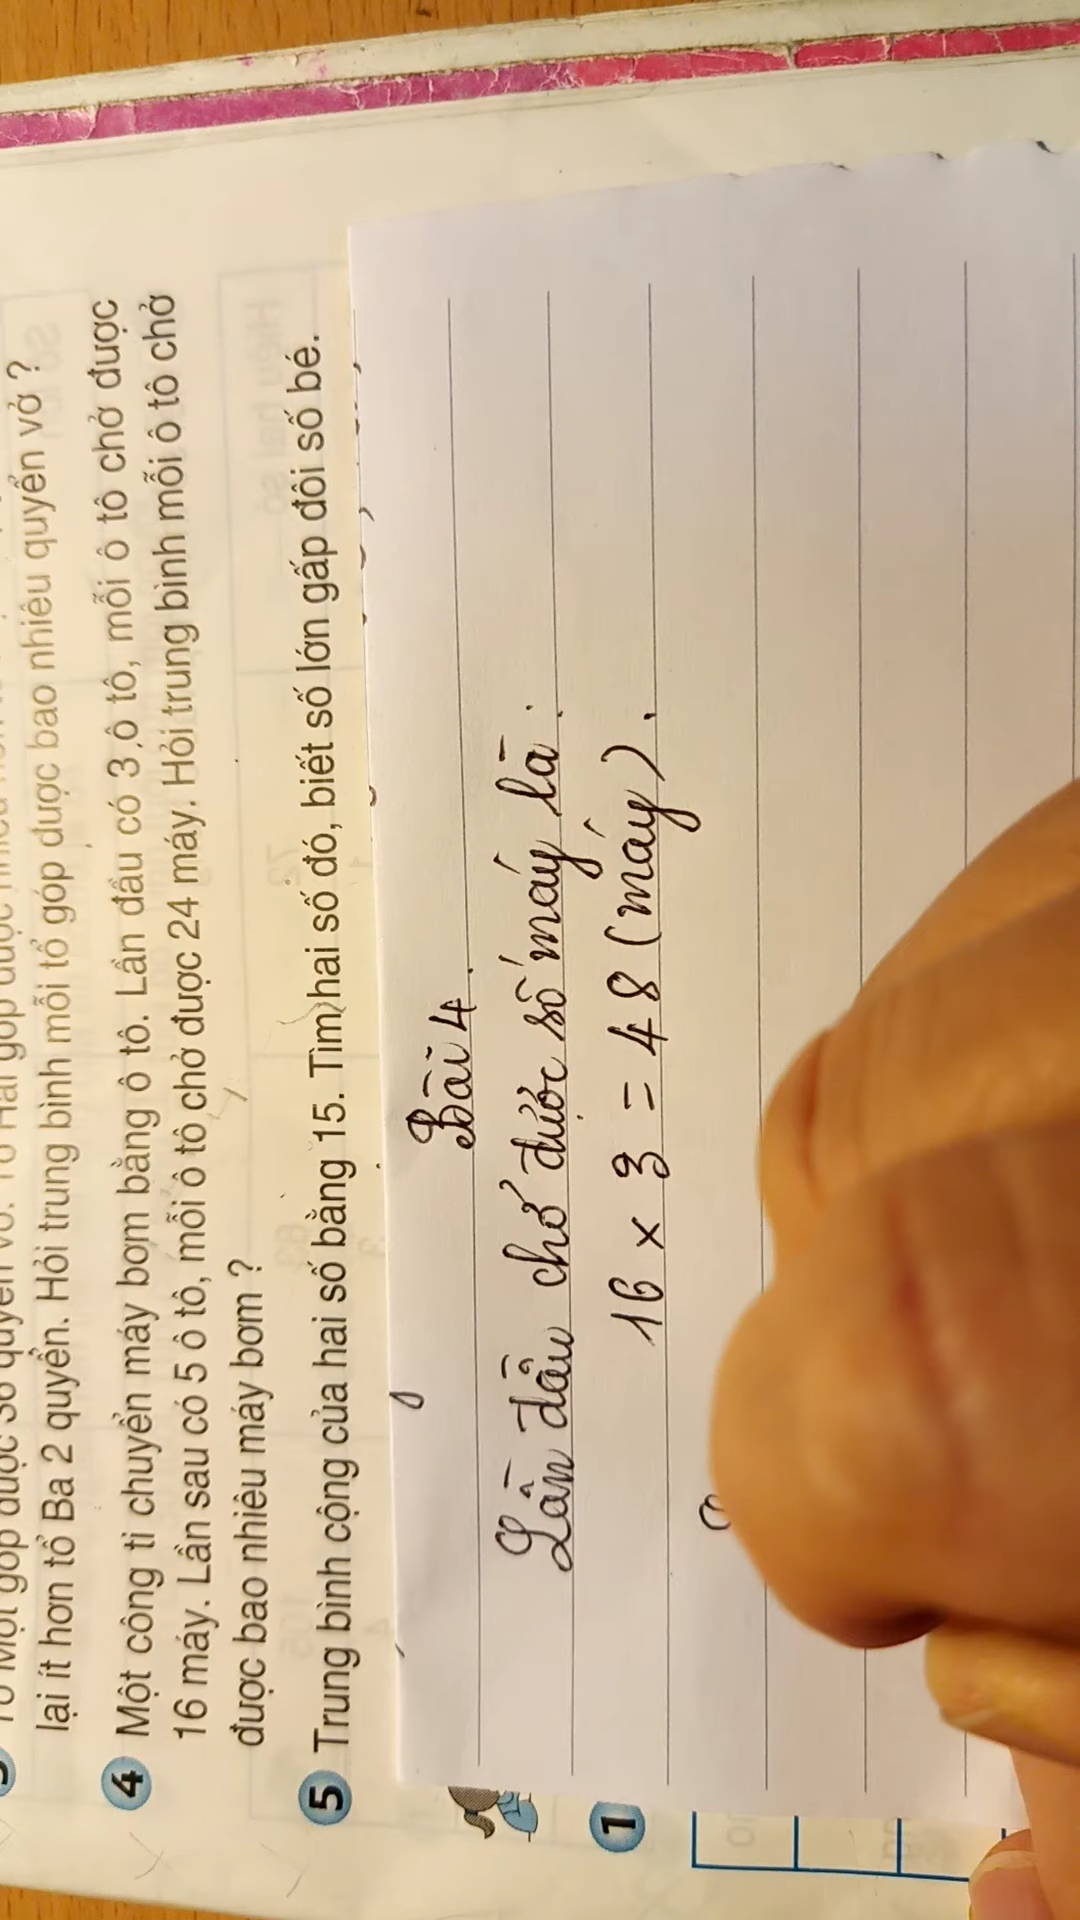 lại ít hơn tổ Ba 2 quyển. Hỏi trung bình mỗi tổ góp được bao nhiêu quyển vở ?
4 Một công ti chuyển máy bơm bằng ô tô. Lần đầu có 3 ô tô, mỗi ô tô chở được
16 máy. Lần sau có 5 ô tô, mỗi ô tô chở được 24 máy. Hỏi trung bình mỗi ô tô chở
được bao nhiêu máy bơm ?
5 Trung bình cộng của hai số bằng 15. Tìm hai số đó, biết số lớn gấp đôi số bé.
Bài 4.
Lần đầu chở được số máy là :
16 x 3 = 48 (máy).
1